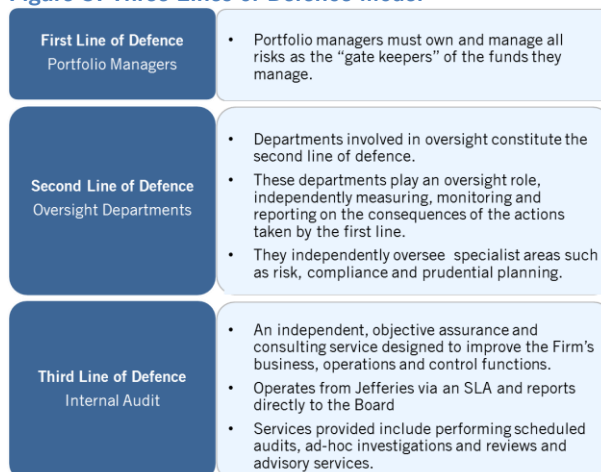 First Line of Defence
Portfolio Managers
• Portfolio managers must own and manage all
risks as the “gate keepers” of the funds they
manage.
Second Line of Defence
Oversight Departments
• Departments involved in oversight constitute the
second line of defence.
• These departments play an oversight role,
independently measuring, monitoring and
reporting on the consequences of the actions
taken by the first line.
• They independently oversee specialist areas such
as risk, compliance and prudential planning.
Third Line of Defence
Internal Audit
• An independent, objective assurance and
consulting service designed to improve the Firm’s
business, operations and control functions.
• Operates from Jefferies via an SLA and reports
directly to the Board
• Services provided include performing scheduled
audits, ad-hoc investigations and reviews and
advisory services.